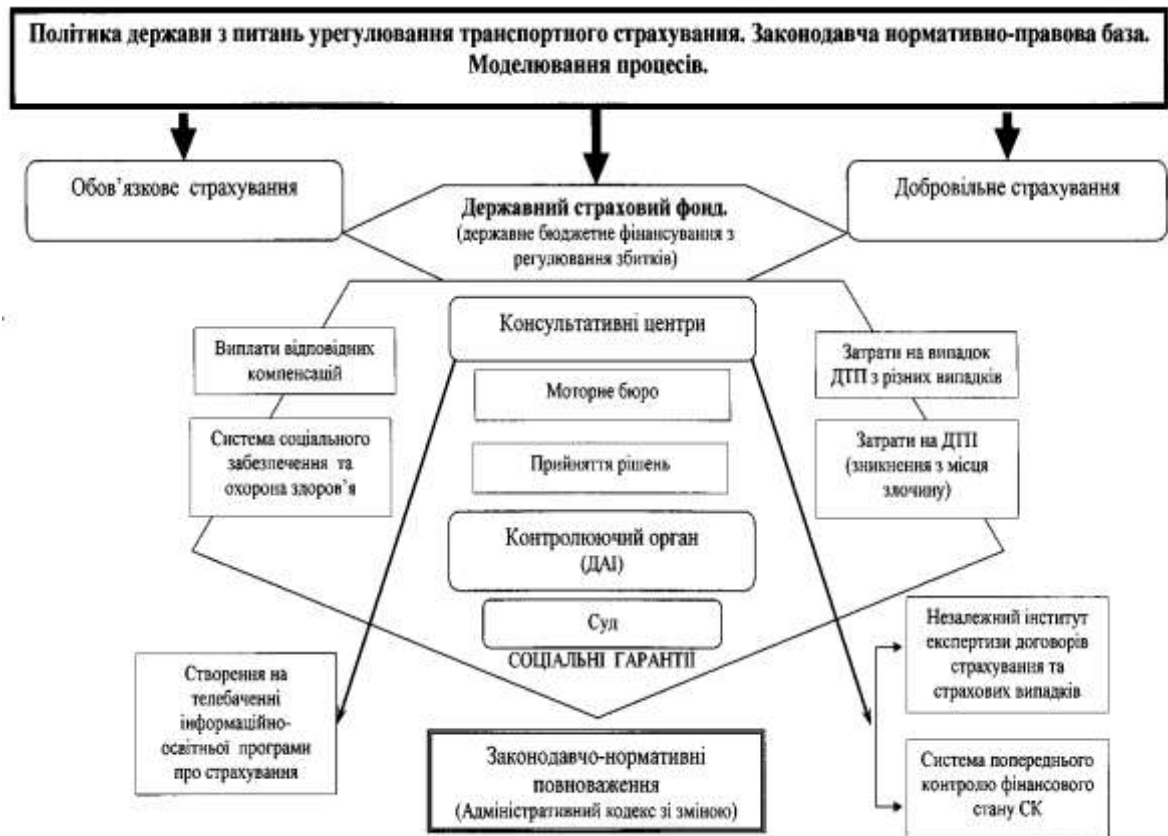 Політика держави з питань урегулювання транспортного страхування. Законодавча нормативно-правова база.
Моделювання процесів.
Обов’язкове страхування
Добровільне страхування
Державний страховий фонд.
(державне бюджетне фінансування з
регулювання збитків)
Консультативні центри
Виплати відповідних
компенсацій
Затрати на випадок
ДТП з різних випадків
Моторне бюро
Система соціального
забезпечення та
охорона здоров’я
Прийняття рішень
Затрати на ДТП
(зникнення з місця
злочину)
Контролюючий орган
(ДАІ)
Суд
СОЦІАЛЬНІ ГАРАНТІЇ
Створення на
телебаченні
інформаційно-
освітньої програми
про страхування
Незалежний інститут
експертизи договорів
страхування та
страхових випадків
Законодавчо-нормативні
повноваження
(Адміністративний кодекс зі зміною)
Система попереднього
контролю фінансового
стану СК